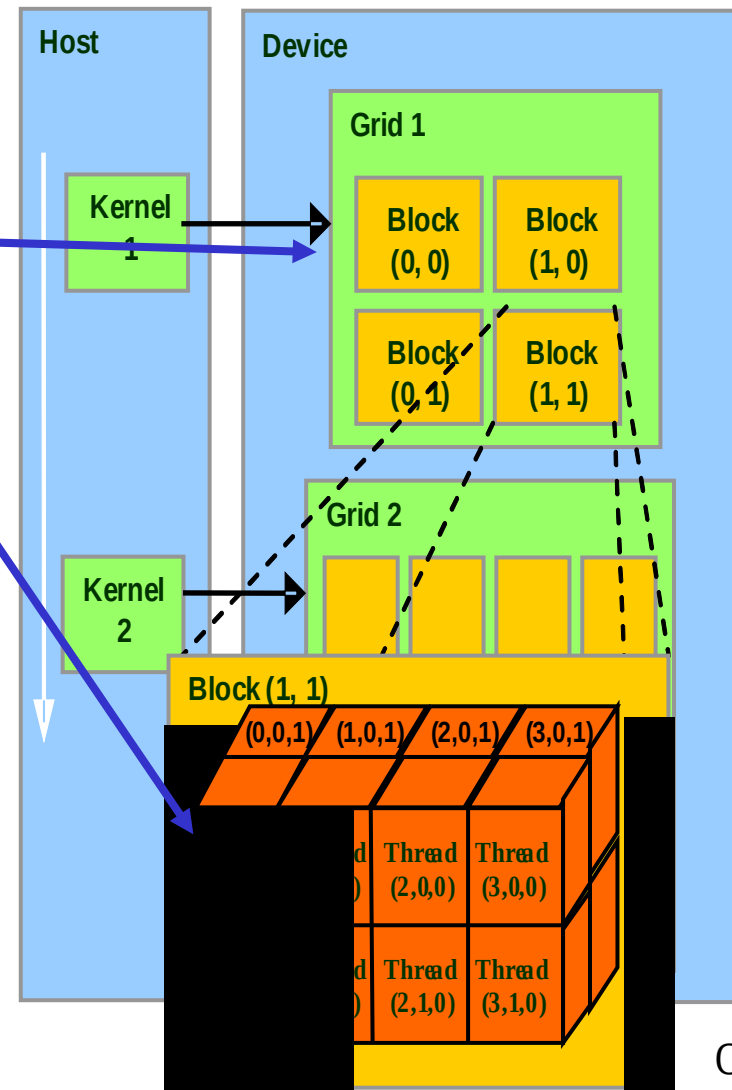 Host
Device
Grid 1
Kernel
1
Block
(0, 0)
Block
(1, 0)
Block
(0, 1)
Block
(1, 1)
Grid 2
Kernel
2
Block (1, 1)
(0,0,1) (1,0,1) (2,0,1) (3,0,1)
Thread
(2,0,0)
Thread
(3,0,0)
Thread
(2,1,0)
Thread
(3,1,0)